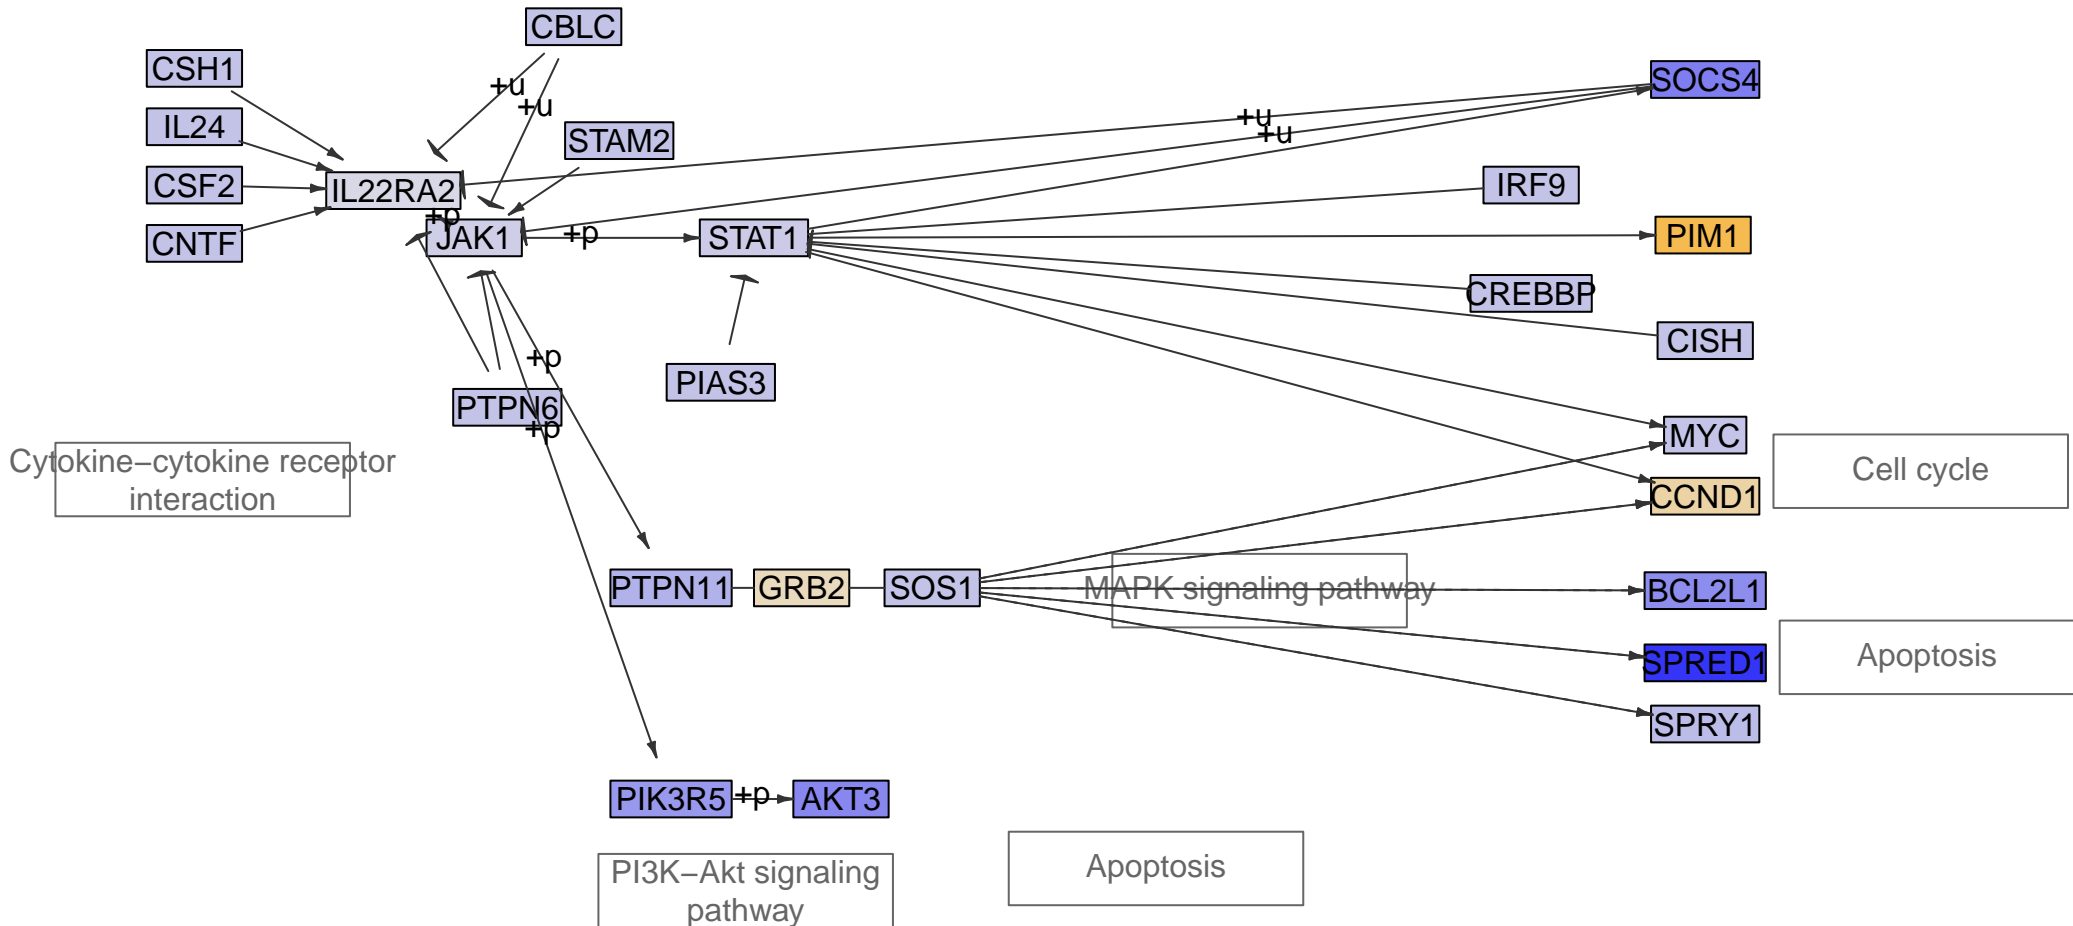 CBLC
CSH1
+u
SOCS4
+u
IL24
+u
STAM2
+u
CSF2
IL22RA2
IRF9
+p
CNTF
JAK1
+p
STAT1
PIM1
CREBBP
CISH
+p
PIAS3
PTPN6
+p
MYC
Cytokine−cytokine receptor
interaction
Cell cycle
CCND1
PTPN11
GRB2
SOS1
MAPK signaling pathway
BCL2L1
SPRED1
Apoptosis
SPRY1
PIK3R5
+p
AKT3
Apoptosis
PI3K−Akt signaling
pathway